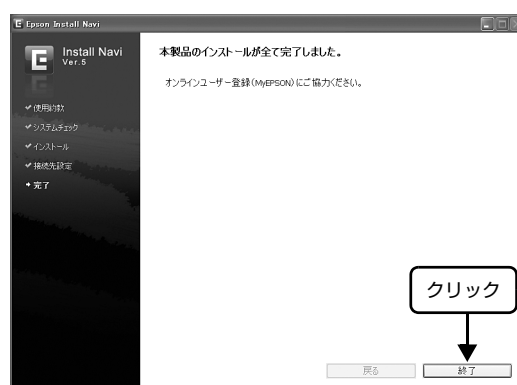 Epson Install Navi
Install Navi
Ver.5
使用約款
システムチェック
インストール
接続先設定
完了
本製品のインストールが全て完了しました。
オンラインユーザー登録(MyEPSON)にご協力ください。
クリック
戻る
終了